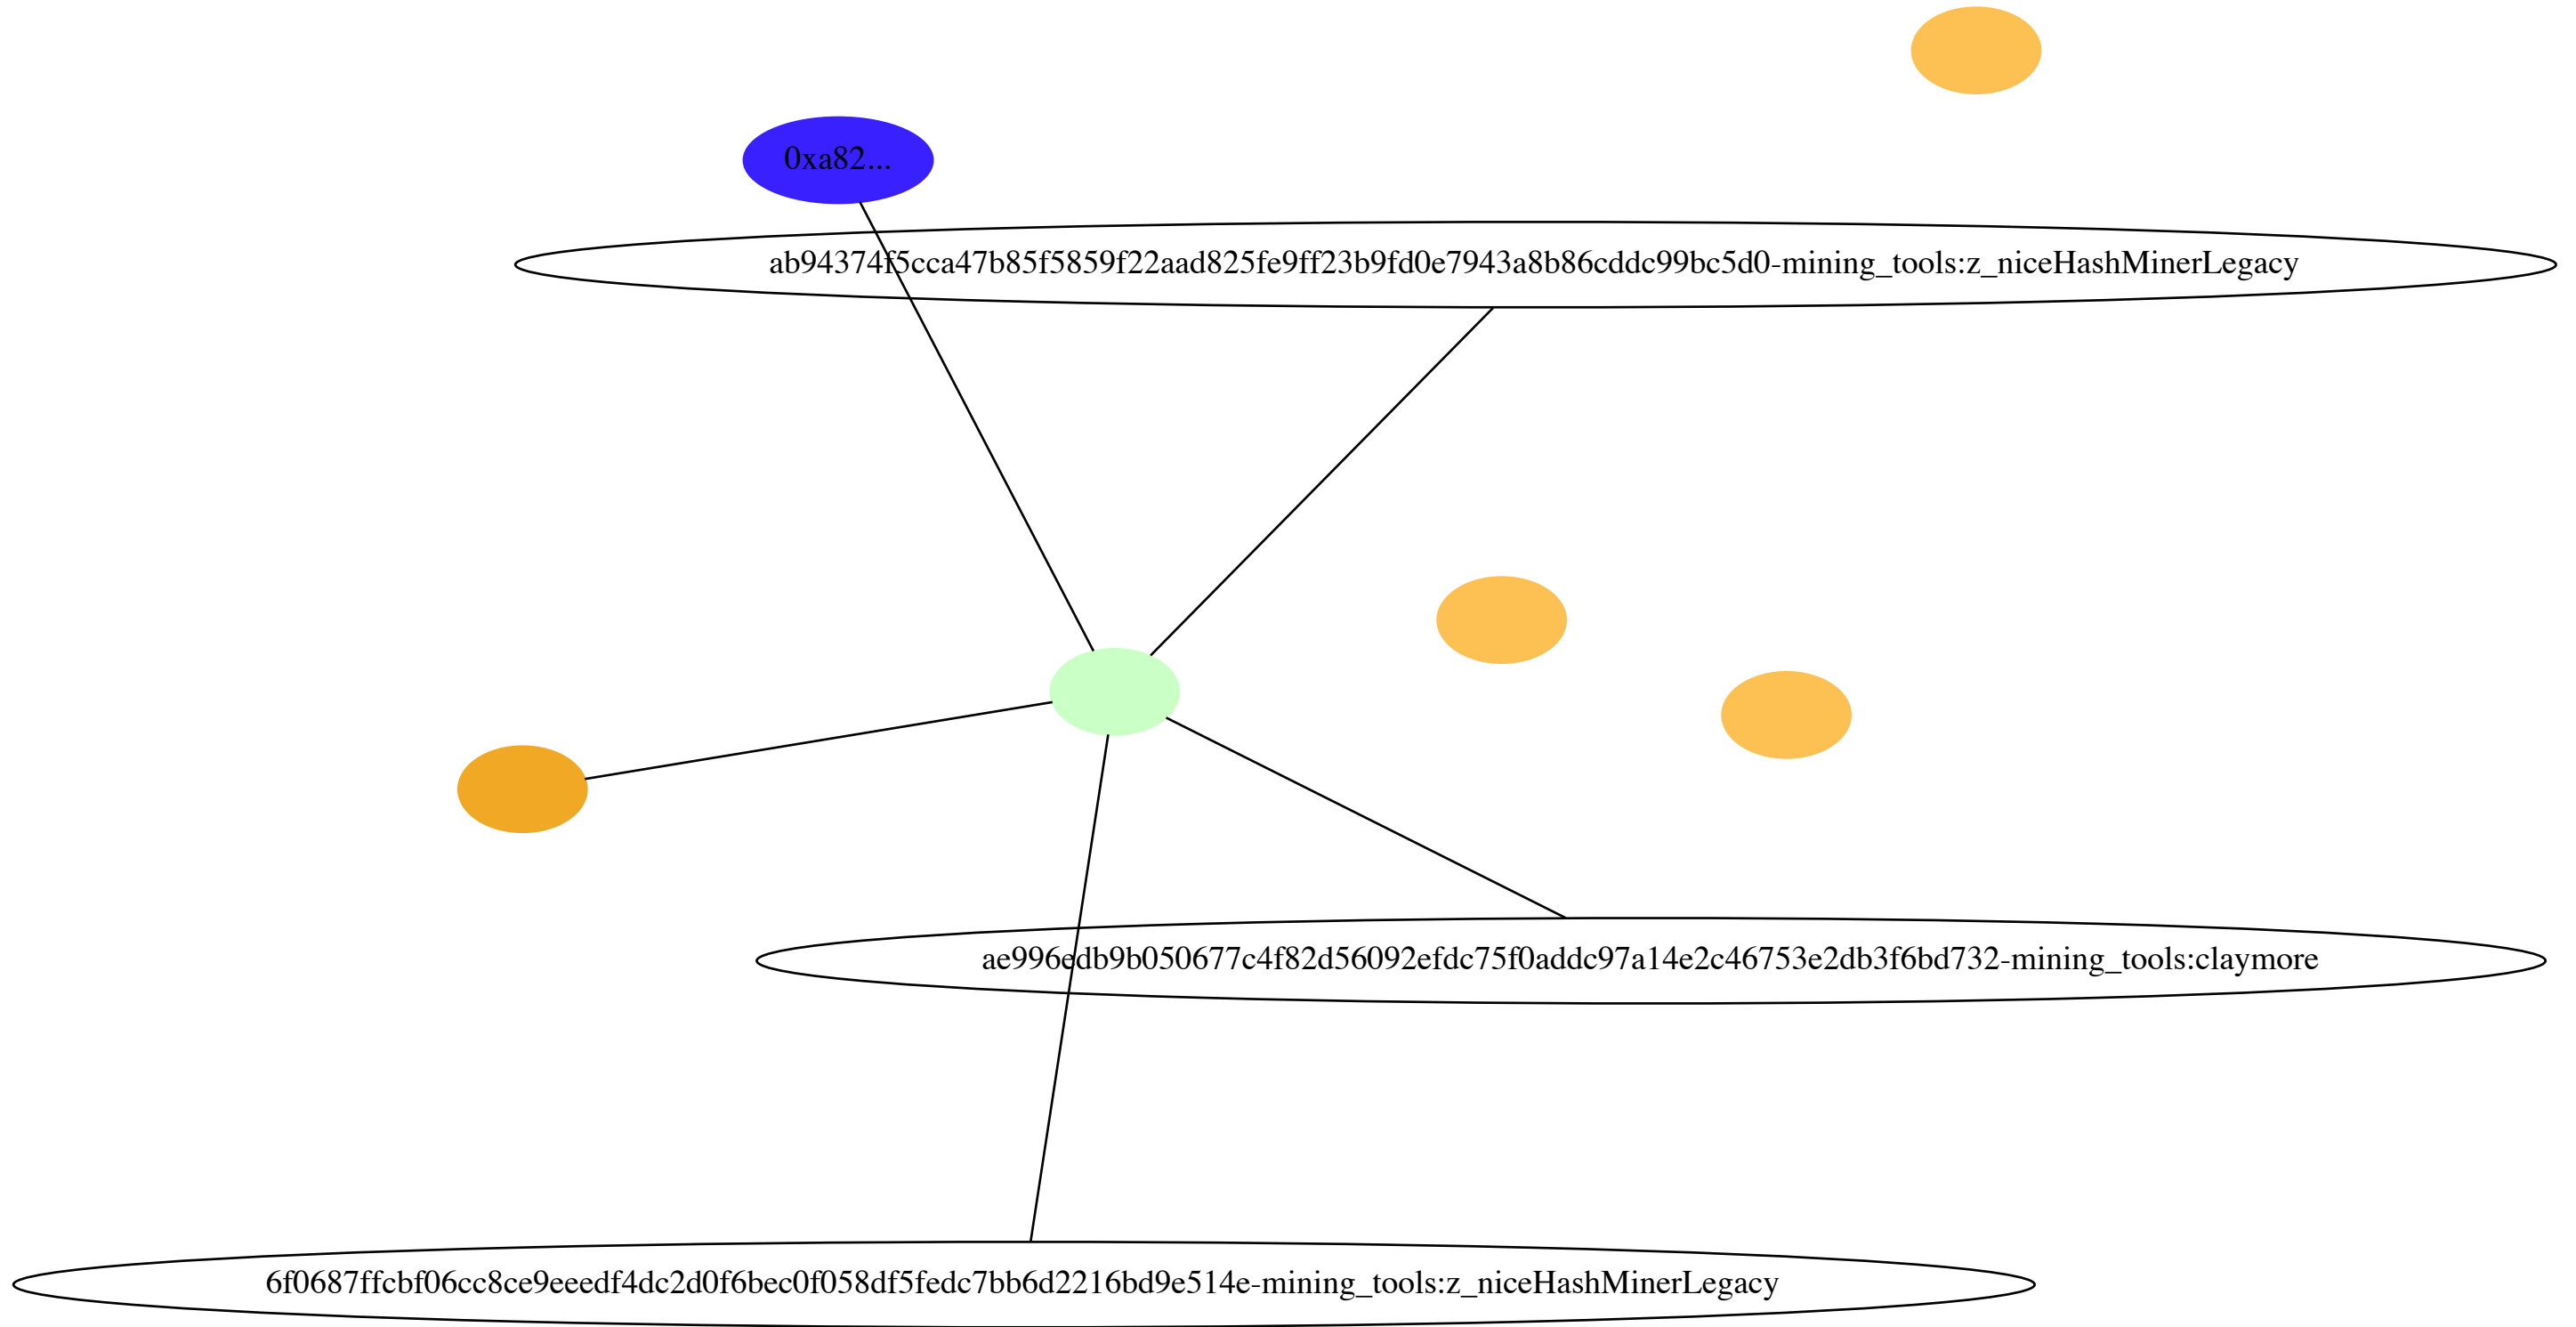 0xa82...
ab94374f5cca47b85f5859f22aad825fe9ff23b9fd0e7943a8b86cddc99bc5d0-mining_tools:z_niceHashMinerLegacy
ae996edb9b050677c4f82d56092efdc75f0addc97a14e2c46753e2db3f6bd732-mining_tools:claymore
6f0687ffcbf06cc8ce9eeedf4dc2d0f6bec0f058df5fedc7bb6d2216bd9e514e-mining_tools:z_niceHashMinerLegacy